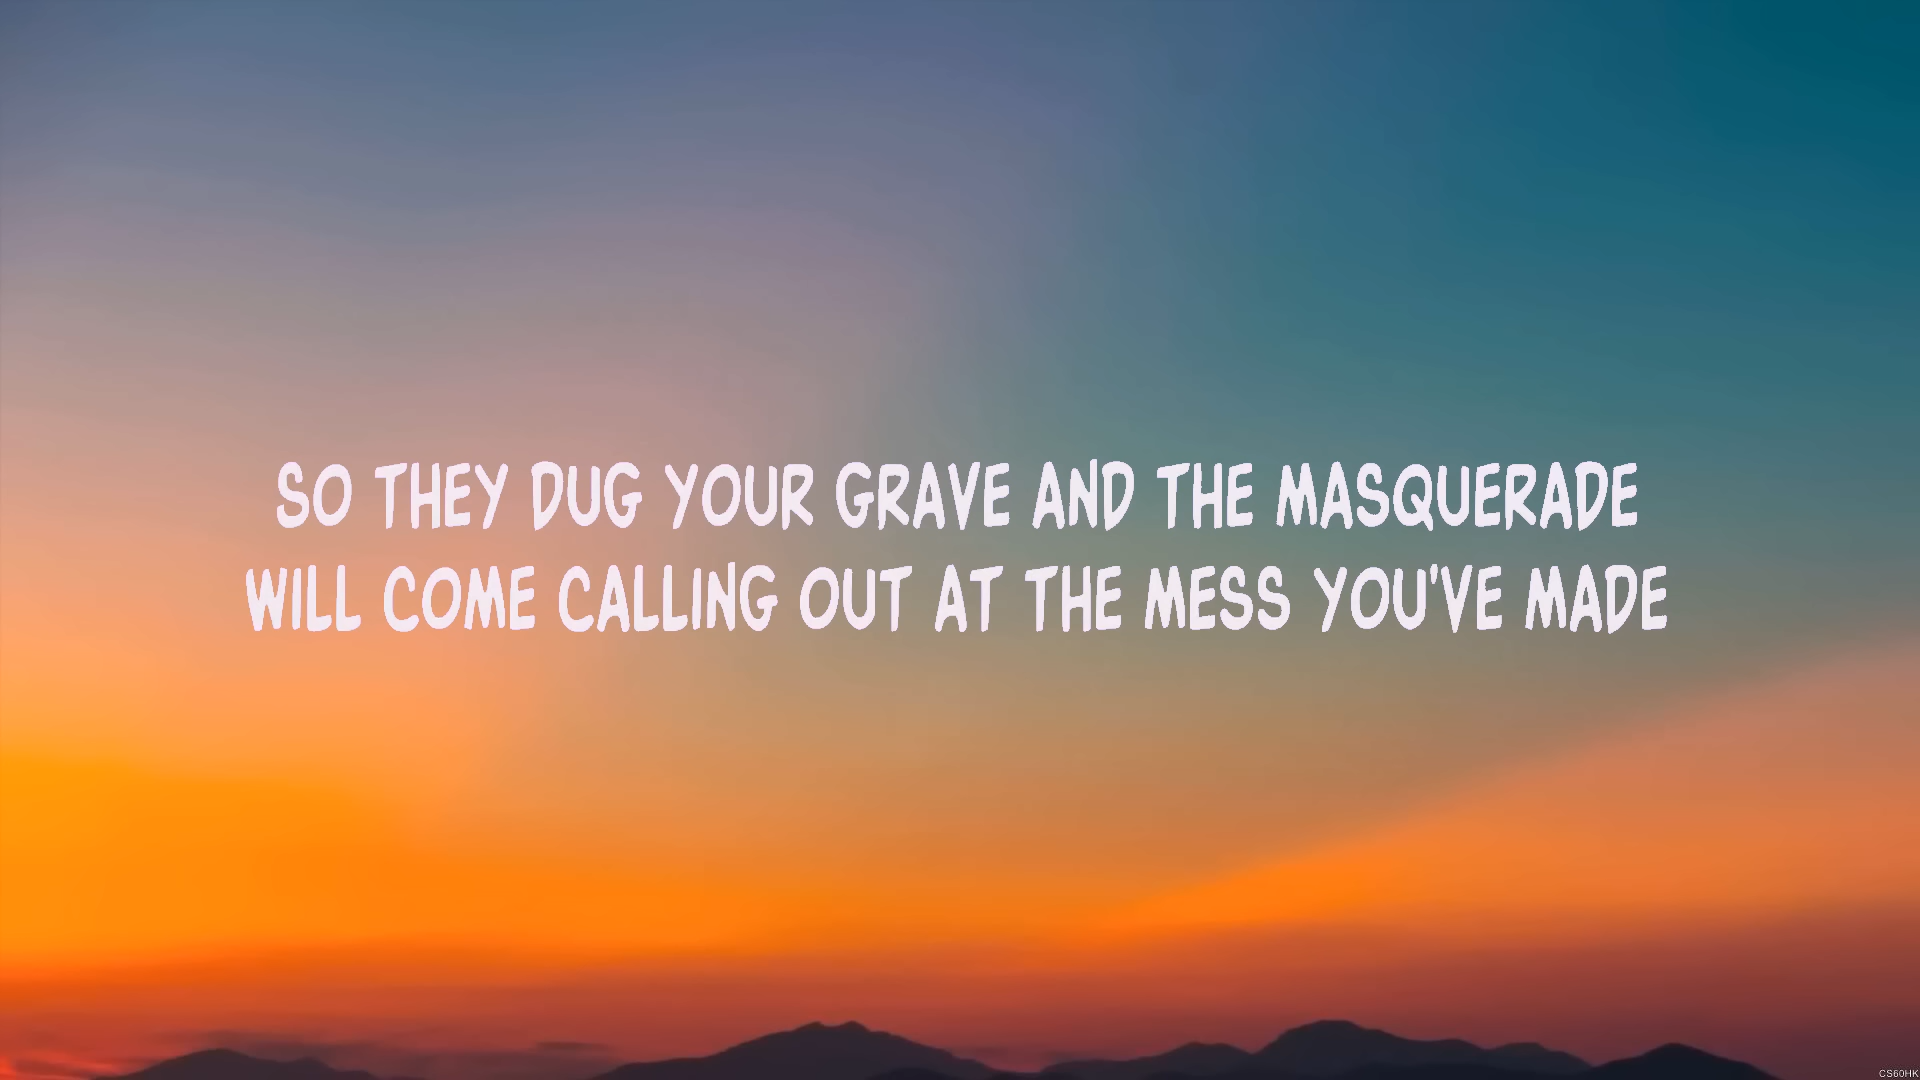 SO THEY DUG YOUR GRAVE AND THE MASQUERADE
WILL COME CALLING OUT AT THE MESS YOU'VE MADE
CS60HK